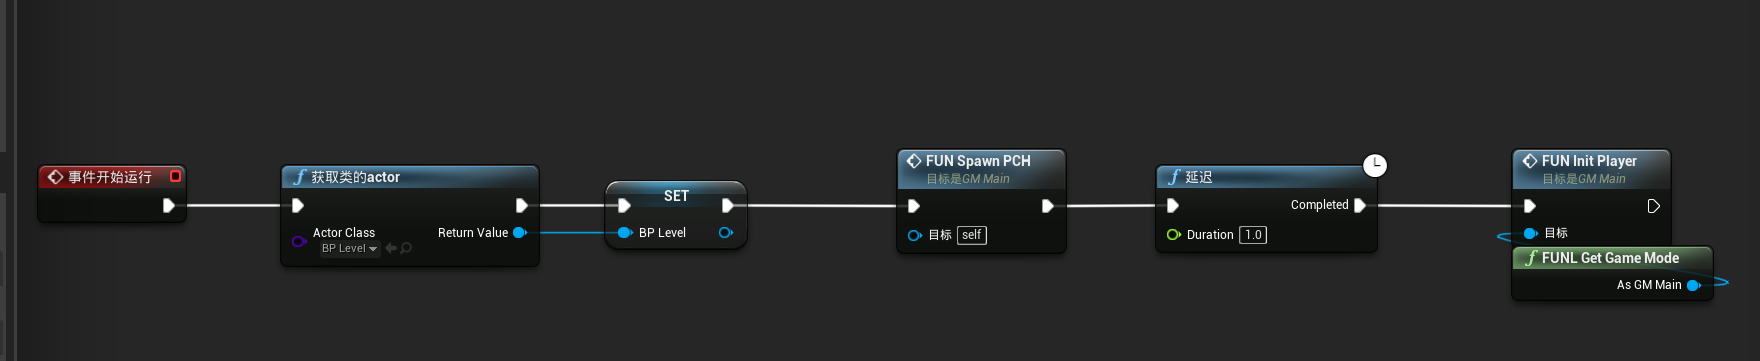 事件开始运行
获取类的actor
Actor Class
BP Level
Return Value
SET
BP Level
FUN Spawn PCH
目标是GM Main
目标 self
延迟
Completed
Duration 1.0
FUN Init Player
目标是GM Main
目标
FUNL Get Game Mode
As GM Main